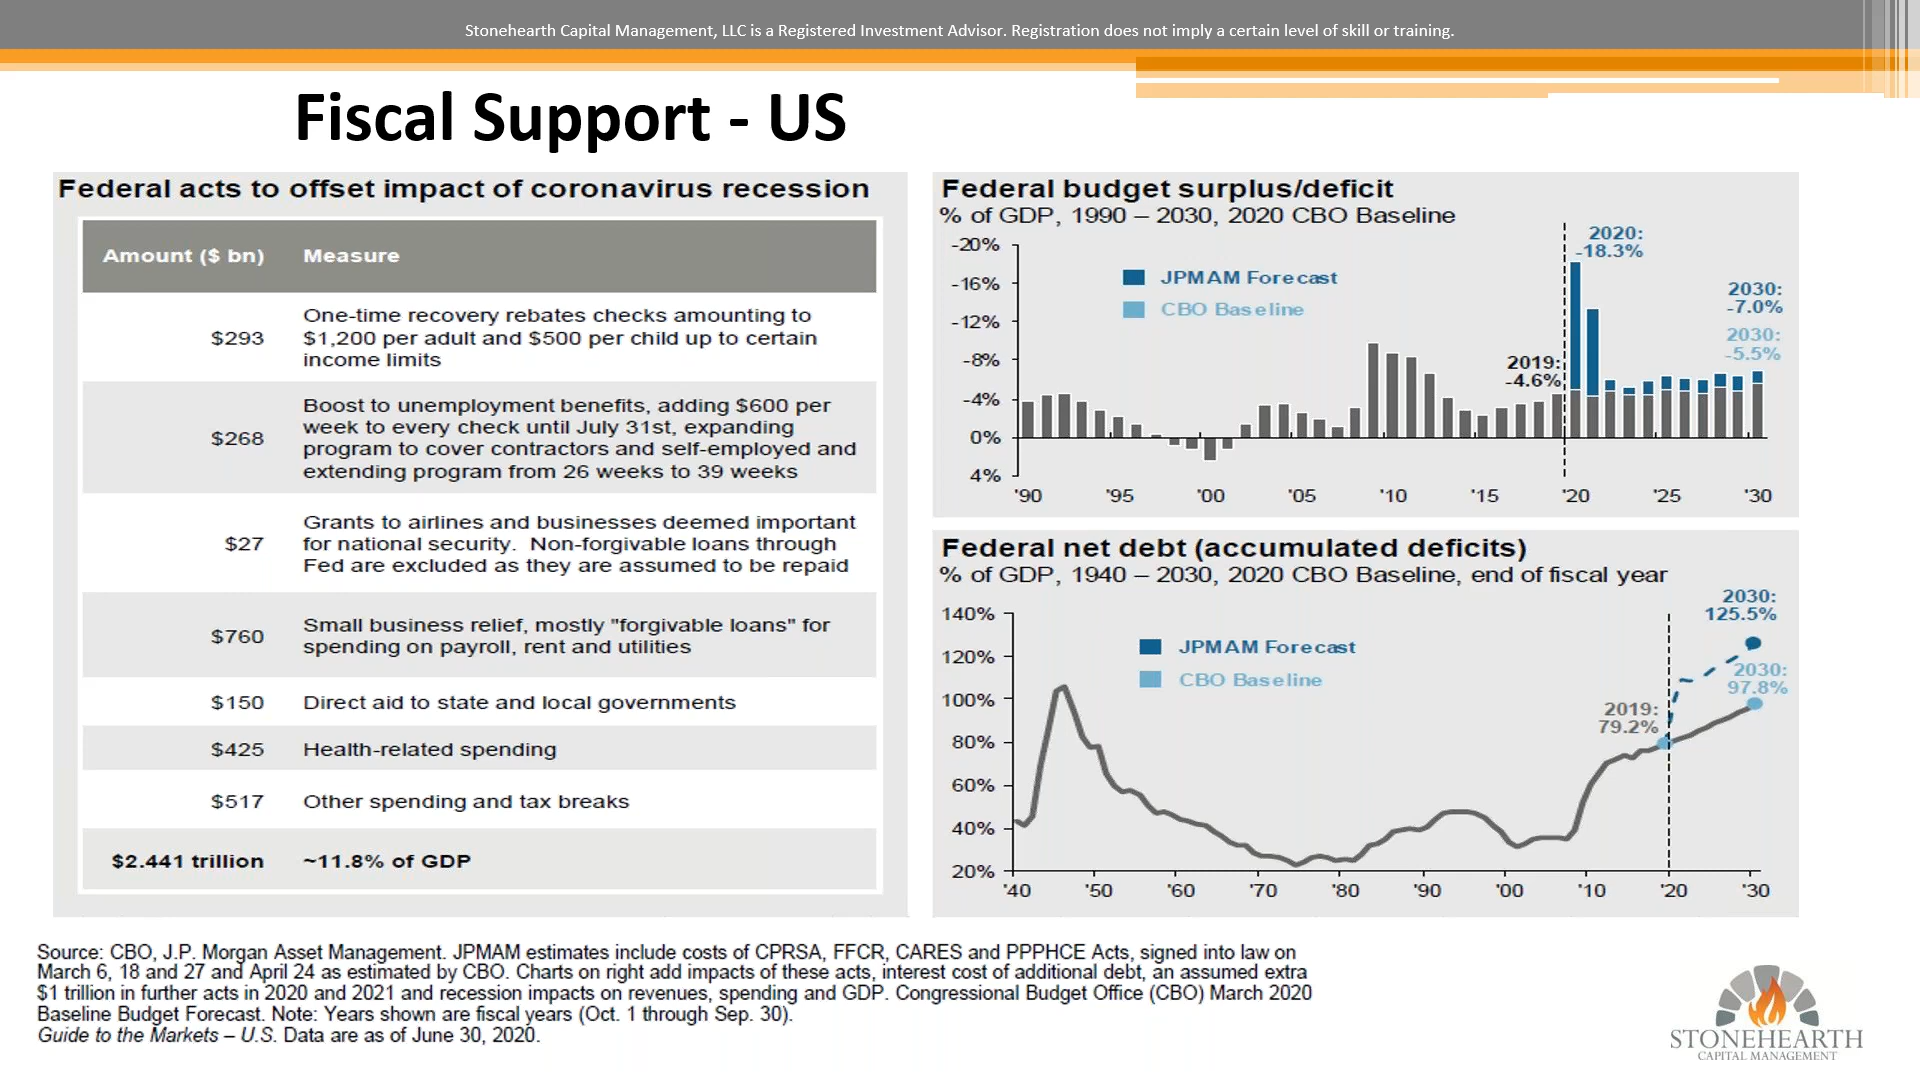 Stonehearth Capital Management, LLC is a Registered Investment Advisor. Registration does not imply a certain level of skill or training.
Fiscal Support - US
Federal acts to offset impact of coronavirus recession
Amount ($ bn) Measure
$293 One-time recovery rebates checks amounting to
$1,200 per adult and $500 per child up to certain
income limits
$268 Boost to unemployment benefits, adding $600 per
week to every check until July 31st, expanding
program to cover contractors and self-employed and
extending program from 26 weeks to 39 weeks
$27 Grants to airlines and businesses deemed important
for national security.  Non-forgivable loans through
Fed are excluded as they are assumed to be repaid
$760 Small business relief, mostly "forgivable loans" for
spending on payroll, rent and utilities
$150 Direct aid to state and local governments
$425 Health-related spending
$517 Other spending and tax breaks
$2.441 trillion ~11.8% of GDP
Federal budget surplus/deficit
% of GDP, 1990 – 2030, 2020 CBO Baseline
-20%
-16%
-12%
-8%
-4%
0%
4%
JPMAM Forecast
CBO Baseline
2019:
-4.6%
2020:
-18.3%
2030:
-7.0%
2030:
-5.5%
'90 '95 '00 '05 '10 '15 '20 '25 '30
Federal net debt (accumulated deficits)
% of GDP, 1940 – 2030, 2020 CBO Baseline, end of fiscal year
140%
120%
100%
80%
60%
40%
20%
JPMAM Forecast
CBO Baseline
2019:
79.2%
2030:
125.5%
2030:
97.8%
'40 '50 '60 '70 '80 '90 '00 '10 '20 '30
Source: CBO, J.P. Morgan Asset Management. JPMAM estimates include costs of CPRSA, FFCR, CARES and PPPHCE Acts, signed into law on
March 6, 18 and 27 and April 24 as estimated by CBO. Charts on right add impacts of these acts, interest cost of additional debt, an assumed extra
$1 trillion in further acts in 2020 and 2021 and recession impacts on revenues, spending and GDP. Congressional Budget Office (CBO) March 2020
Baseline Budget Forecast. Note: Years shown are fiscal years (Oct. 1 through Sep. 30).
Guide to the Markets – U.S. Data are as of June 30, 2020.
STONEHEARTH
CAPITAL MANAGEMENT